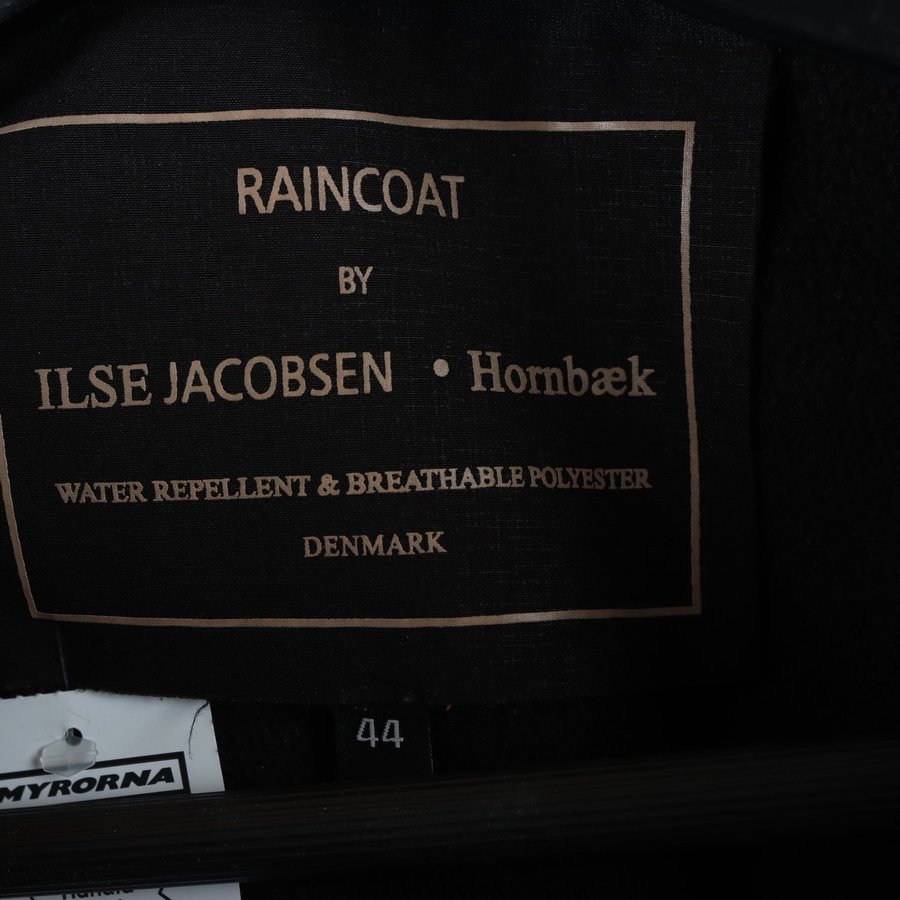 RAINCOAT
BY
ILSE JACOBSEN • Hornbæk
WATER REPELLENT & BREATHABLE POLYESTER
DENMARK
44
MYRORNA